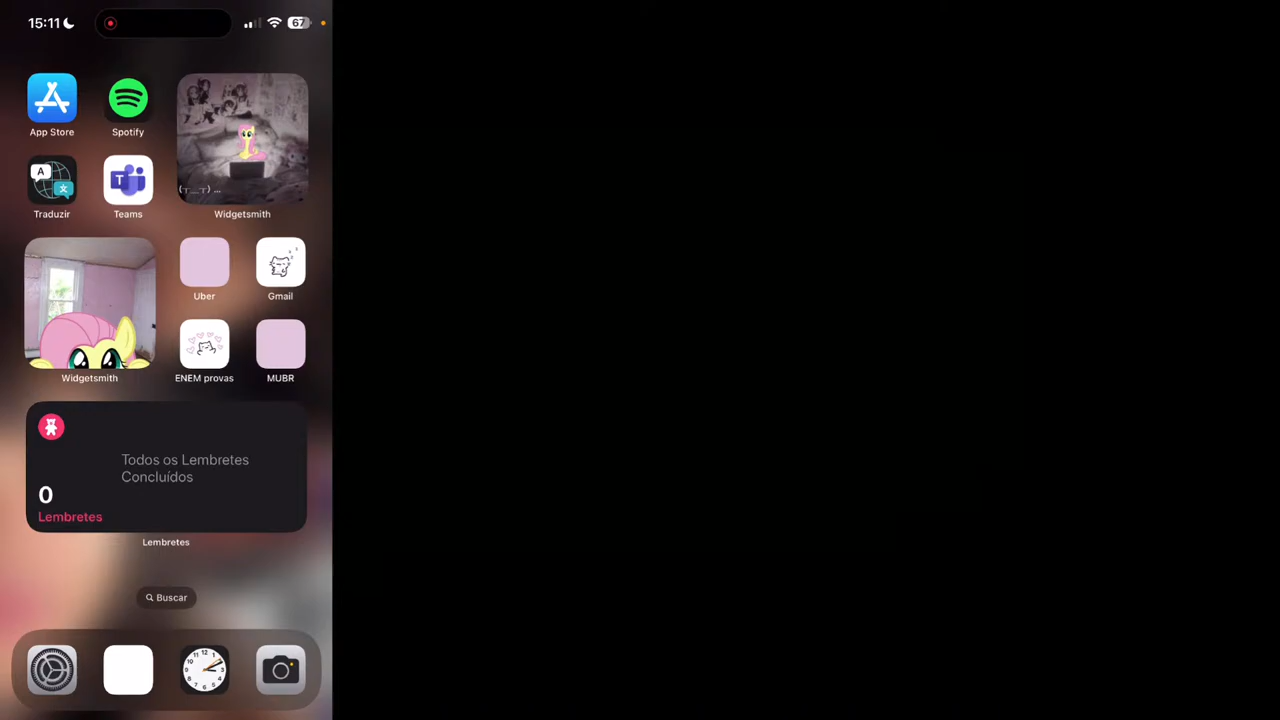 15:11
67
App Store
Spotify
(┬__┬) ...
Widgetsmith
Traduzir
Teams
Uber
Gmail
Widgetsmith
ENEM provas
MUBR
Todos os Lembretes
Concluídos
0
Lembretes
Lembretes
Buscar